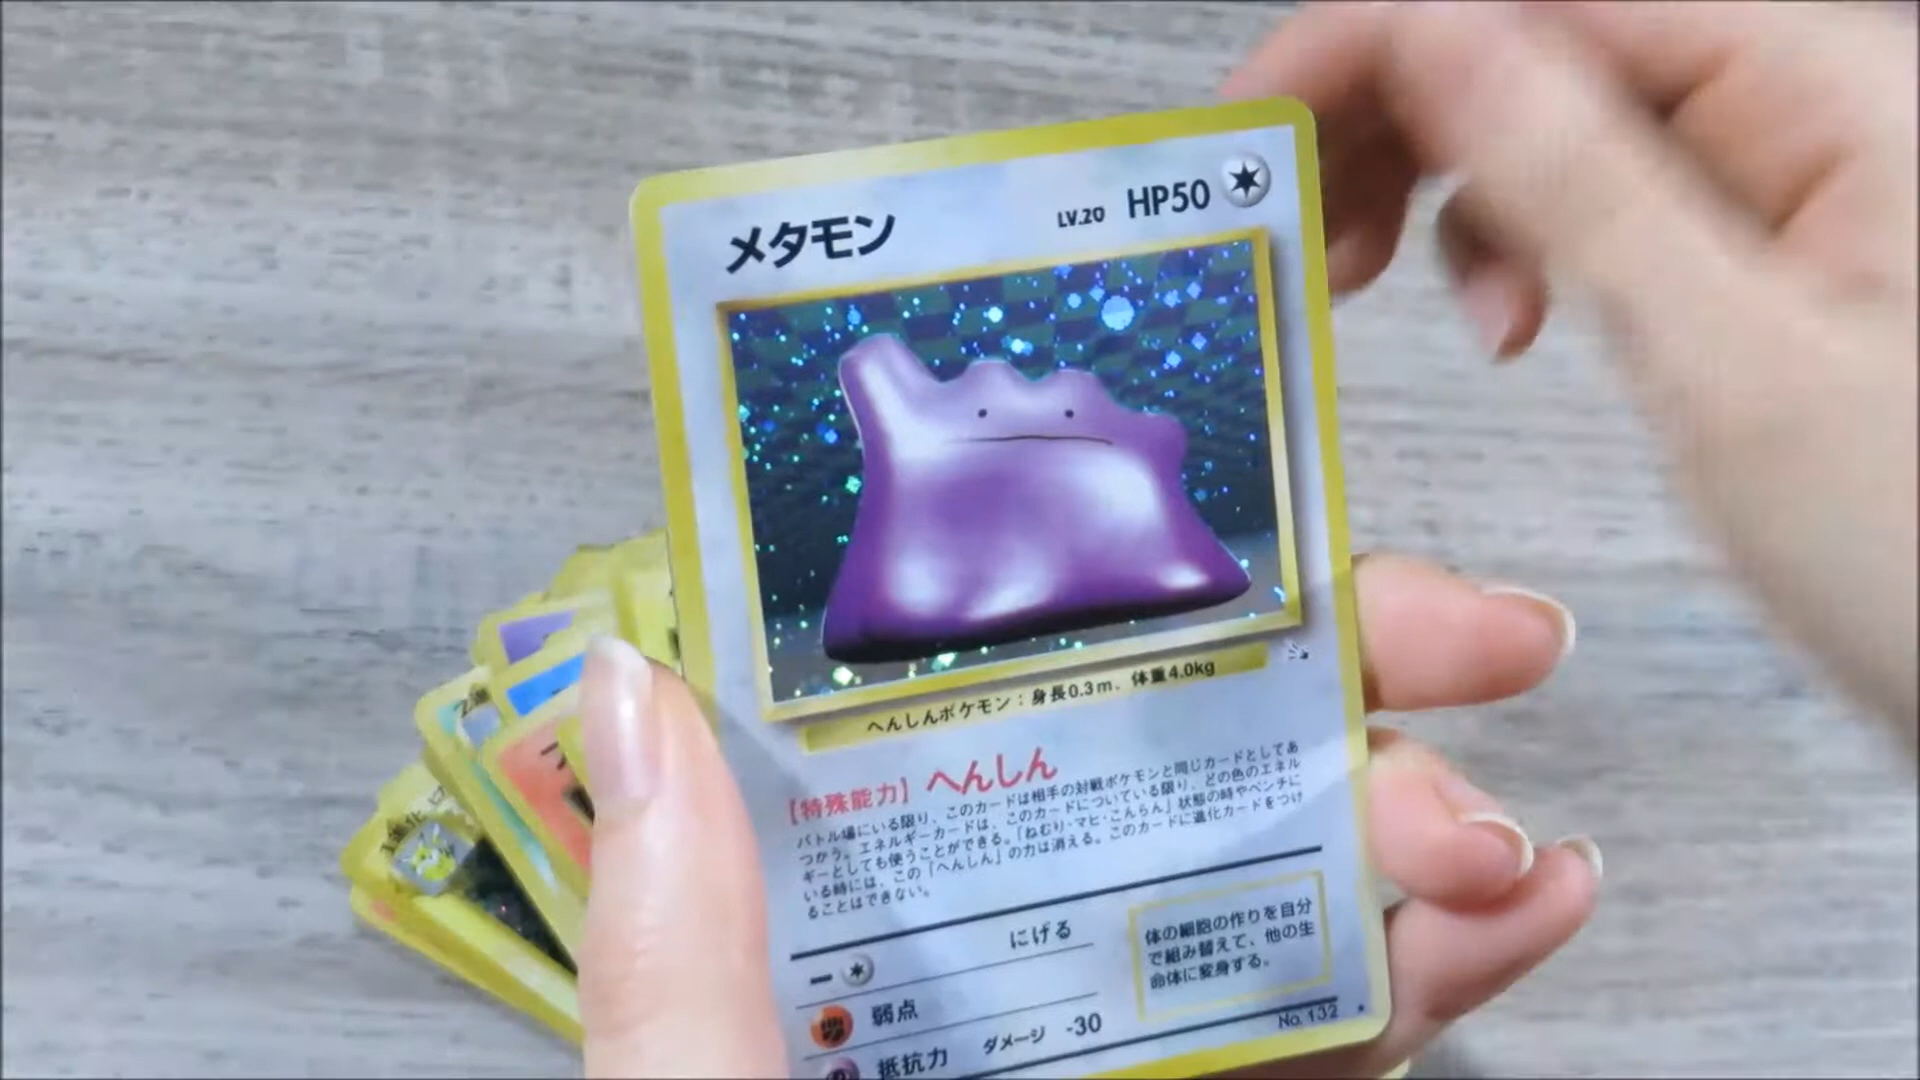 メタモン LV.20 HP50
へんしんポケモン：身長0.3m、体重4.0kg
【特殊能力】へんしん
バトル場にいる限り、このカードは相手の対戦ポケモンと同じカードとしてあ
つかう。エネルギーカードは、このカードについている限り、どの色のエネル
ギーとしても使うことができる。「ねむり・マヒ・こんらん」状態の時やベンチに
いる時には、この「へんしん」の力は消える。このカードに進化カードをつけ
ることはできない。
にげる
弱点
抵抗力 ダメージ -30
体の細胞の作りを自分
で組み替えて、他の生
命体に変身する。
No. 132
1進化